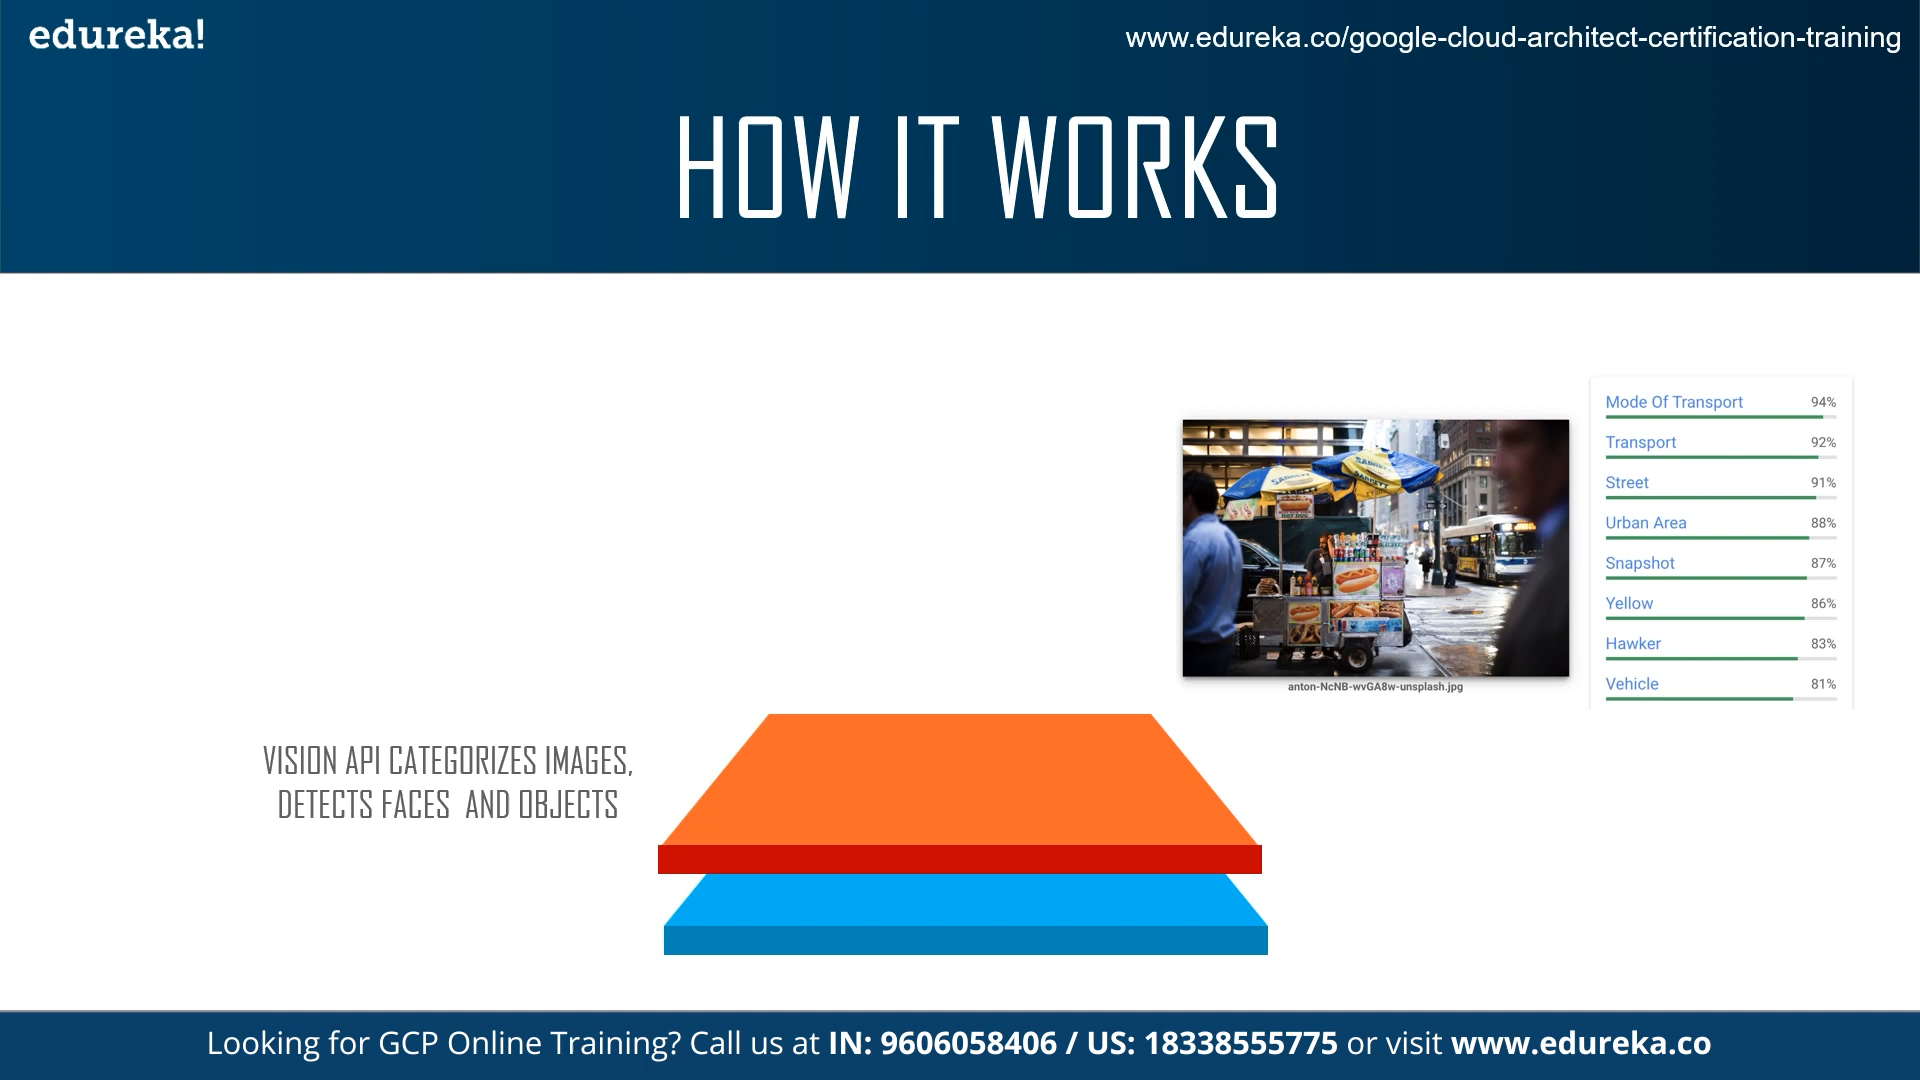 edureka!
www.edureka.co/google-cloud-architect-certification-training
HOW IT WORKS
Mode Of Transport 94%
Transport 92%
Street 91%
Urban Area 88%
Snapshot 87%
Yellow 86%
Hawker 83%
Vehicle 81%
SABRETT
SABRETT
anton-NcNB-wvGA8w-unsplash.jpg
VISION API CATEGORIZES IMAGES,
DETECTS FACES AND OBJECTS
Looking for GCP Online Training? Call us at IN: 9606058406 / US: 18338555775 or visit www.edureka.co